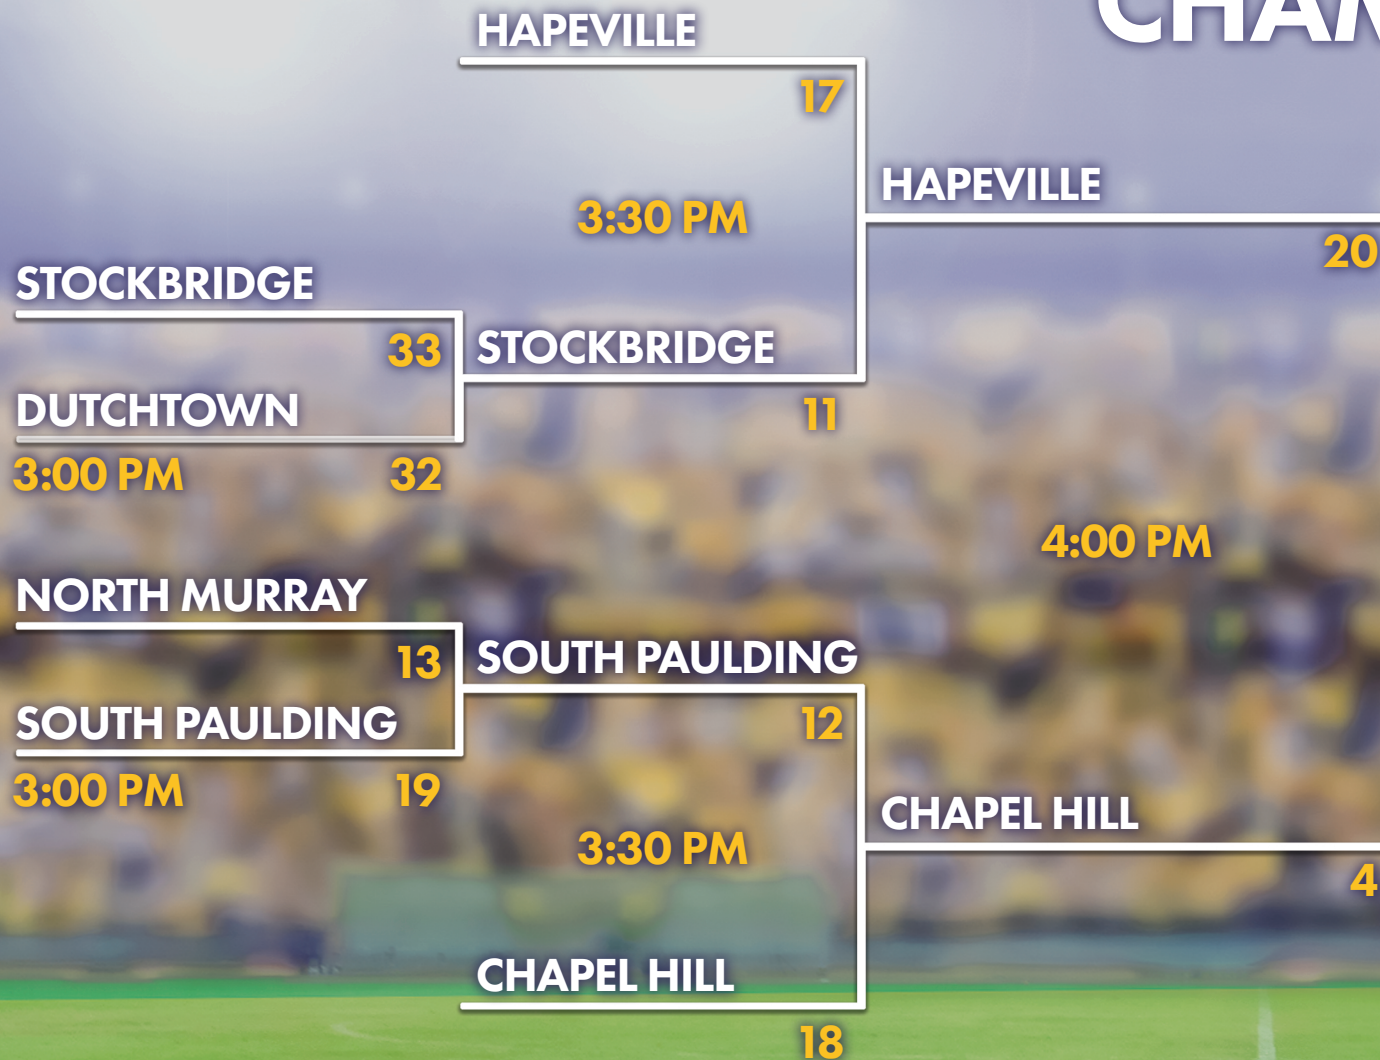 CHAM
HAPEVILLE
17
HAPEVILLE
3:30 PM
20
STOCKBRIDGE
33
STOCKBRIDGE
DUTCHTOWN
11
3:00 PM 32
4:00 PM
NORTH MURRAY
13
SOUTH PAULDING
SOUTH PAULDING
12
3:00 PM 19
CHAPEL HILL
3:30 PM
4
CHAPEL HILL
18